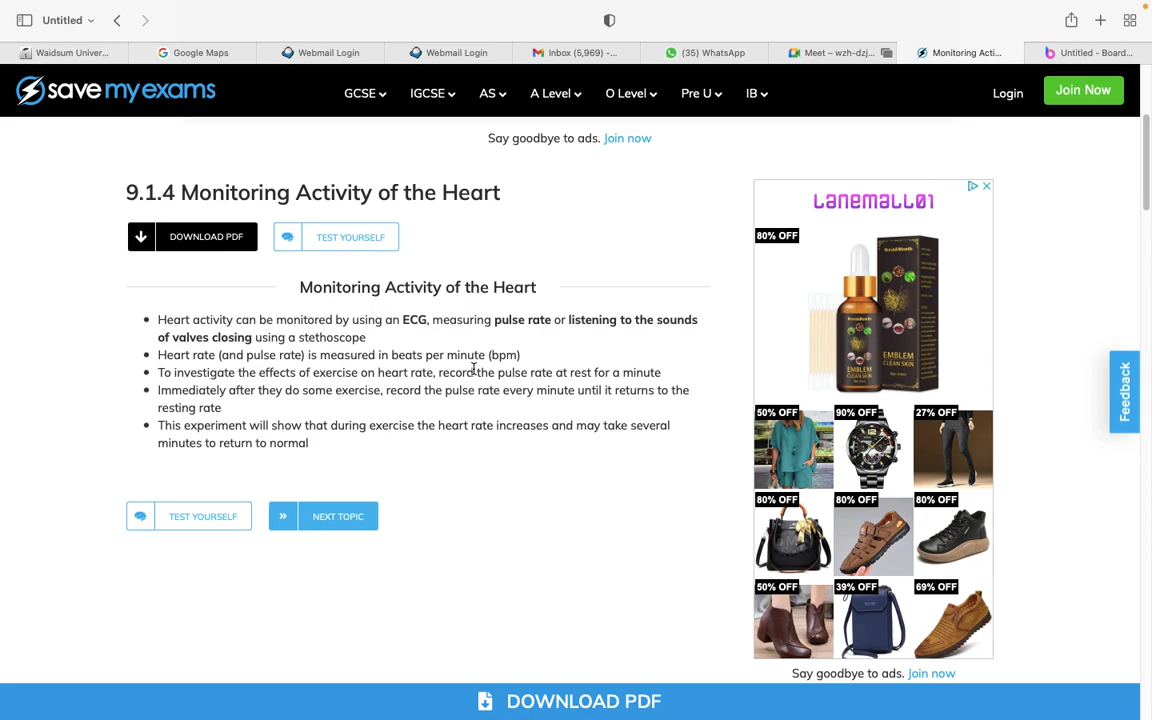 Untitled
Waidsum Univer...
Google Maps
Webmail Login
Webmail Login
Inbox (5,969) -...
(35) WhatsApp
Meet – wzh-dzj...
Monitoring Acti...
Untitled - Board...
save my exams
GCSE
IGCSE
AS
A Level
O Level
Pre U
IB
Login
Join Now
Say goodbye to ads. Join now
9.1.4 Monitoring Activity of the Heart
DOWNLOAD PDF
TEST YOURSELF
Monitoring Activity of the Heart
• Heart activity can be monitored by using an ECG, measuring pulse rate or listening to the sounds
of valves closing using a stethoscope
• Heart rate (and pulse rate) is measured in beats per minute (bpm)
• To investigate the effects of exercise on heart rate, record the pulse rate at rest for a minute
• Immediately after they do some exercise, record the pulse rate every minute until it returns to the
resting rate
• This experiment will show that during exercise the heart rate increases and may take several
minutes to return to normal
TEST YOURSELF
NEXT TOPIC
LANEMALL01
80% OFF
EMBLEM
CLEAN SKIN
EMBLEM
CLEAN SKIN
50% OFF
90% OFF
27% OFF
80% OFF
80% OFF
80% OFF
50% OFF
39% OFF
69% OFF
Say goodbye to ads. Join now
Feedback
DOWNLOAD PDF